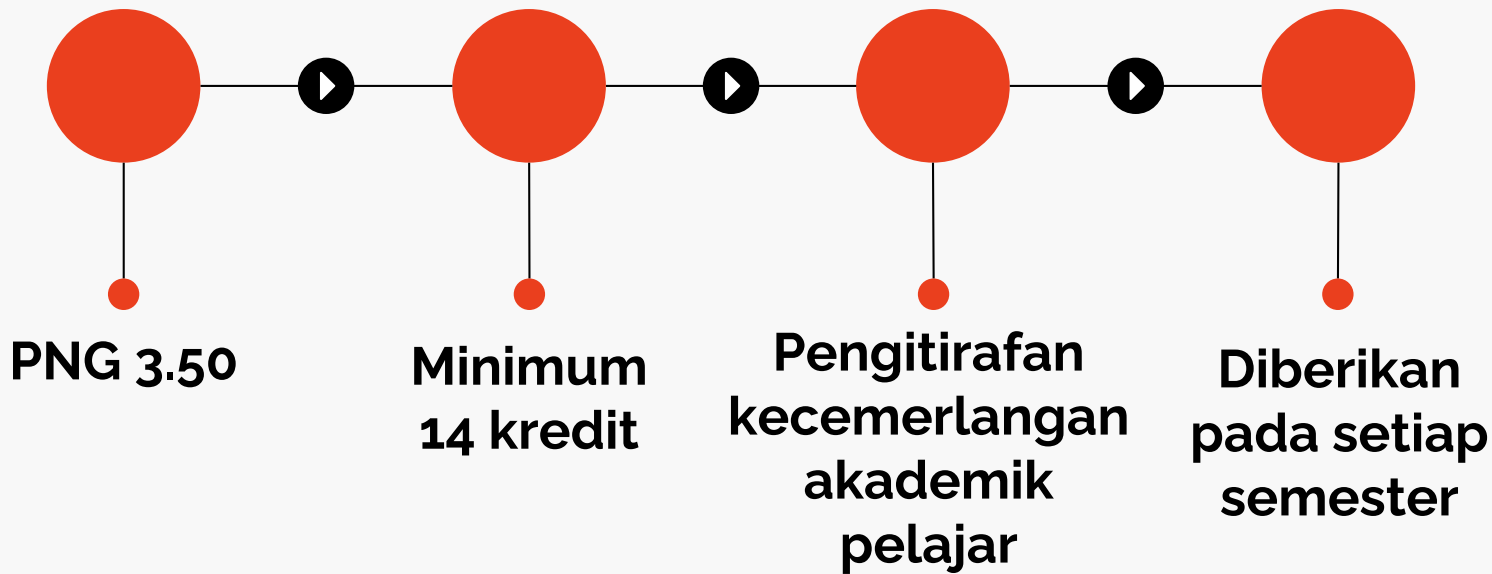 PNG 3.50
Minimum
14 kredit
Pengitirafan
kecemerlangan
akademik
pelajar
Diberikan
pada setiap
semester